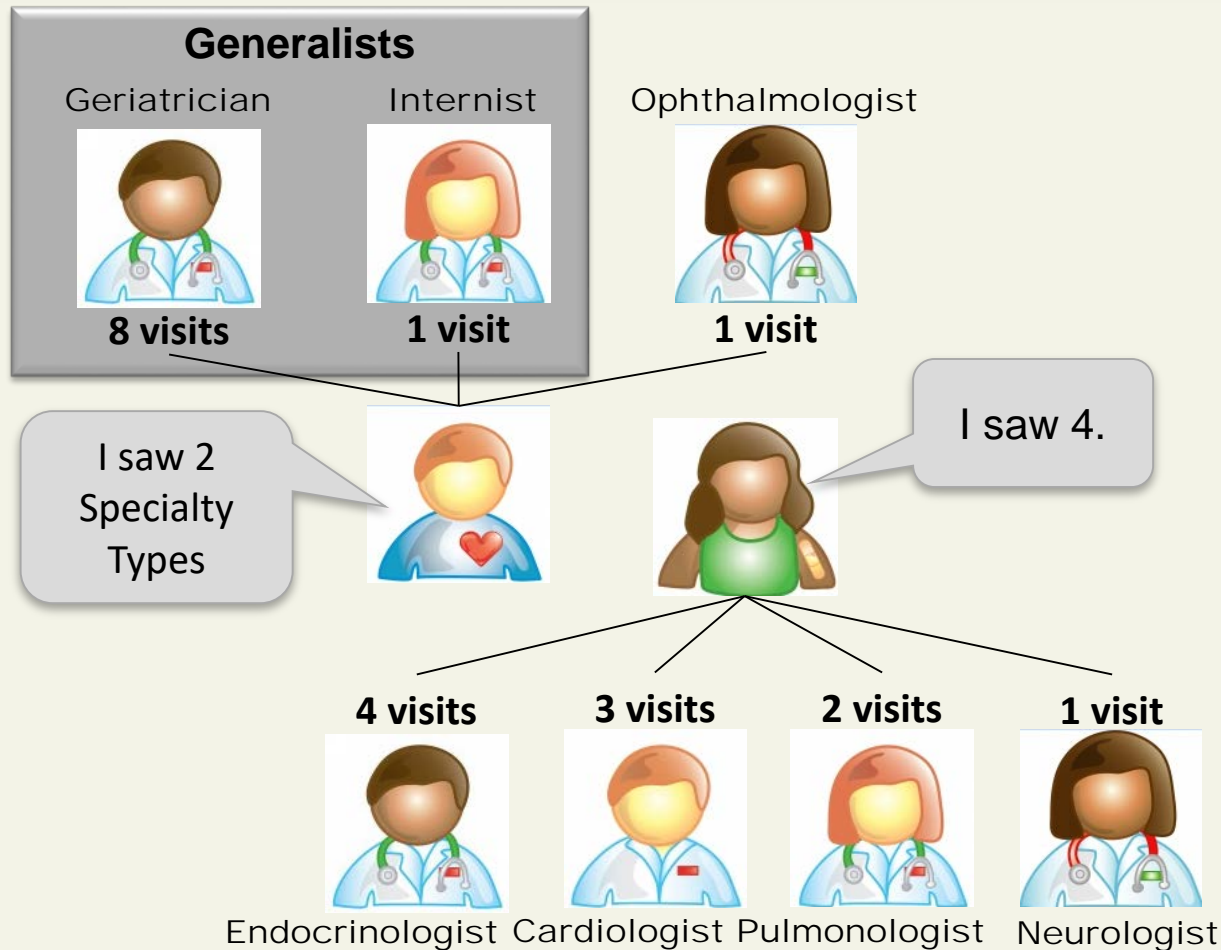 Generalists
Geriatrician
Internist
Ophthalmologist
8 visits
1 visit
1 visit
I saw 2
Specialty
Types
I saw 4.
4 visits
3 visits
2 visits
1 visit
Endocrinologist
Cardiologist
Pulmonologist
Neurologist